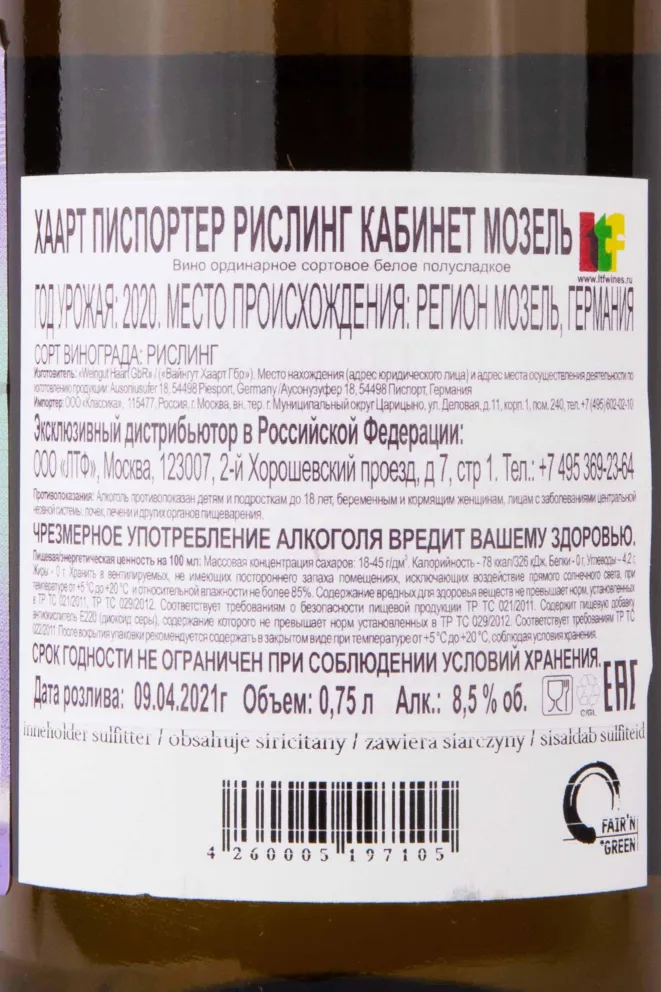 ХААРТ ПИСПОРТЕР РИСЛИНГ КАБИНЕТ МОЗЕЛЬ
ltf
www.ltfwines.ru
Вино ординарное сортовое белое полусладкое
ГОД УРОЖАЯ: 2020. МЕСТО ПРОИСХОЖДЕНИЯ: РЕГИОН МОЗЕЛЬ, ГЕРМАНИЯ
СОРТ ВИНОГРАДА: РИСЛИНГ
Изготовитель: «Weingut Haart GbR» / («Вайнгут Хаарт Гбр»). Место нахождения (адрес юридического лица) и адрес места осуществления деятельности по
изготовлению продукции: Ausoniusufer 18, 54498 Piesport, Germany /Аусонузуфер 18, 54498 Писпорт, Германия
Импортер: ООО «Классика», 115477, Россия, г. Москва, вн. тер. г. Муниципальный округ Царицыно, ул. Деловая, д.11, корп.1, пом. 240, тел. +7 (495) 602-02-10
Эксклюзивный дистрибьютор в Российской Федерации:
ООО «ЛТФ», Москва, 123007, 2-й Хорошевский проезд, д 7, стр 1. Тел.: +7 495 369-23-64
Противопоказания: Алкоголь противопоказан детям и подросткам до 18 лет, беременным и кормящим женщинам, лицам с заболеваниями центральной
нервной системы, почек, печени и других органов пищеварения.
ЧРЕЗМЕРНОЕ УПОТРЕБЛЕНИЕ АЛКОГОЛЯ ВРЕДИТ ВАШЕМУ ЗДОРОВЬЮ.
Пищевая/энергетическая ценность на 100 мл: Массовая концентрация сахаров: 18-45 г/дм³. Калорийность - 78 ккал/326 кДж. Белки - 0 г. Углеводы – 4,2 г.
Жиры - 0 г. Хранить в вентилируемых, не имеющих постороннего запаха помещениях, исключающих воздействие прямого солнечного света, при
температуре от +5 °C до +20 °C и относительной влажности не более 85%. Содержание вредных для здоровья веществ не превышает норм, установленных
в ТР ТС 021/2011, ТР ТС 029/2012. Соответствует требованиям о безопасности пищевой продукции ТР ТС 021/2011. Содержит пищевую добавку
антиокислитель Е220 (диоксид серы), содержание которого не превышает норм установленных в ТР ТС 029/2012. Соответствует требованиям ТР ТС
022/2011 После вскрытия упаковки рекомендуется содержать в закрытом виде при температуре от +5 °C до +20 °C, соблюдая условия хранения.
СРОК ГОДНОСТИ НЕ ОГРАНИЧЕН ПРИ СОБЛЮДЕНИИ УСЛОВИЙ ХРАНЕНИЯ.
Дата розлива: 09.04.2021г Объем: 0,75 л Алк.: 8,5 % об.
C/GL
ЕАС
inneholder sulfitter / obsahuje siricitany / zawiera siarczyny / sisaldab sulfiteid
4 260005 197105
FAIR'N
GREEN